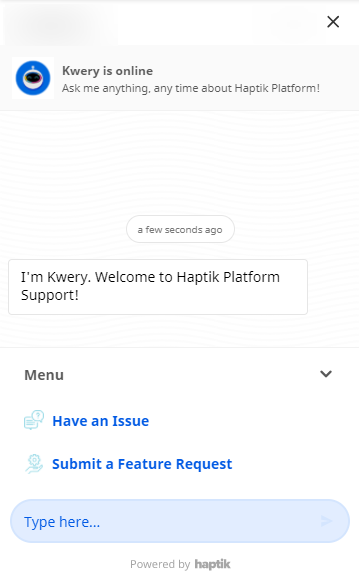 Kwery is online
Ask me anything, any time about Haptik Platform!
a few seconds ago
I'm Kwery. Welcome to Haptik Platform
Support!
Menu
Have an Issue
Submit a Feature Request
Type here...
Powered by haptik